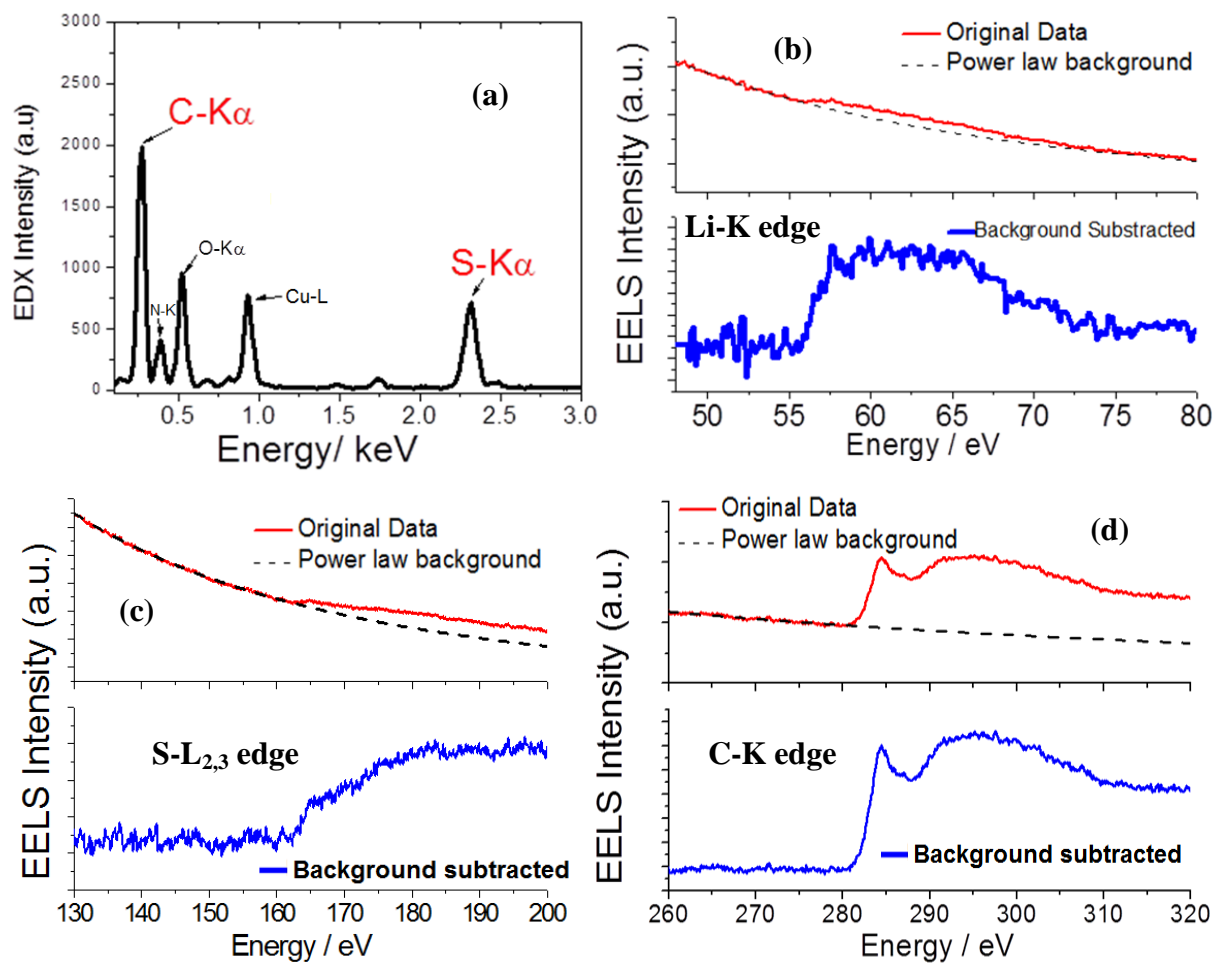 (a)
EDX Intensity (a.u)
3000
2500
2000
1500
1000
500
0
C-Kα
N-K
O-Kα
Cu-L
S-Kα
0.5
1.0
1.5
2.0
2.5
3.0
Energy/ keV
(b)
Original Data
Power law background
EELS Intensity (a.u.)
Li-K edge
Background Substracted
50
55
60
65
70
75
80
Energy / eV
Original Data
Power law background
(c)
EELS Intensity (a.u.)
S-L2,3 edge
Background subtracted
130
140
150
160
170
180
190
200
Energy / eV
Original Data
Power law background
(d)
EELS Intensity (a.u.)
C-K edge
Background subtracted
260
270
280
290
300
310
320
Energy / eV